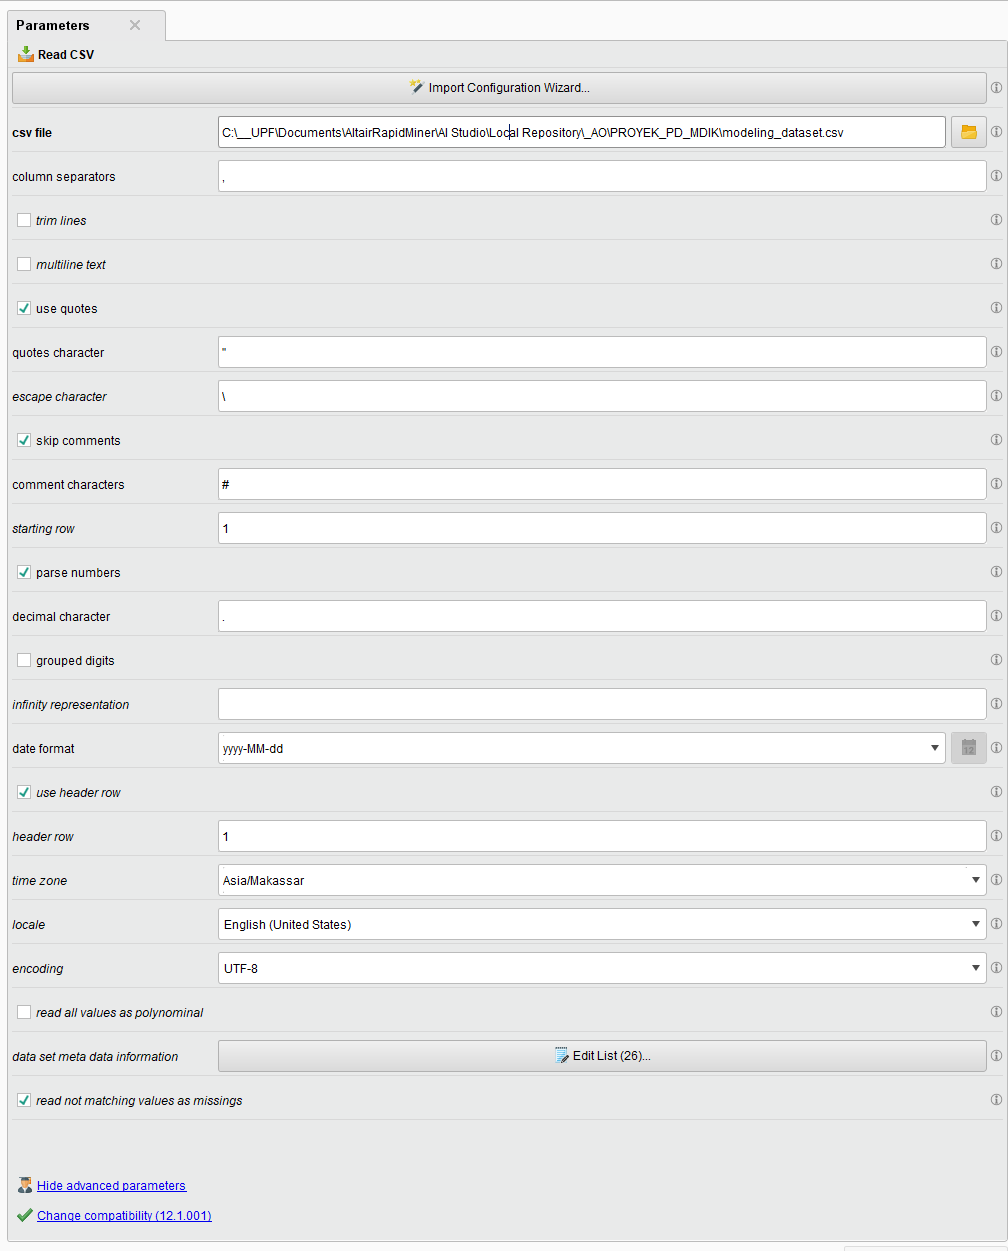 Parameters
Read CSV
Import Configuration Wizard...
csv file C:\__UPF\Documents\AltairRapidMiner\AI Studio\Local Repository\_AO\PROYEK_PD_MDIK\modeling_dataset.csv
column separators ,
trim lines
multiline text
use quotes
quotes character "
escape character \
skip comments
comment characters #
starting row 1
parse numbers
decimal character .
grouped digits
infinity representation
date format yyyy-MM-dd
use header row
header row 1
time zone Asia/Makassar
locale English (United States)
encoding UTF-8
read all values as polynominal
data set meta data information Edit List (26)...
read not matching values as missings
Hide advanced parameters
Change compatibility (12.1.001)